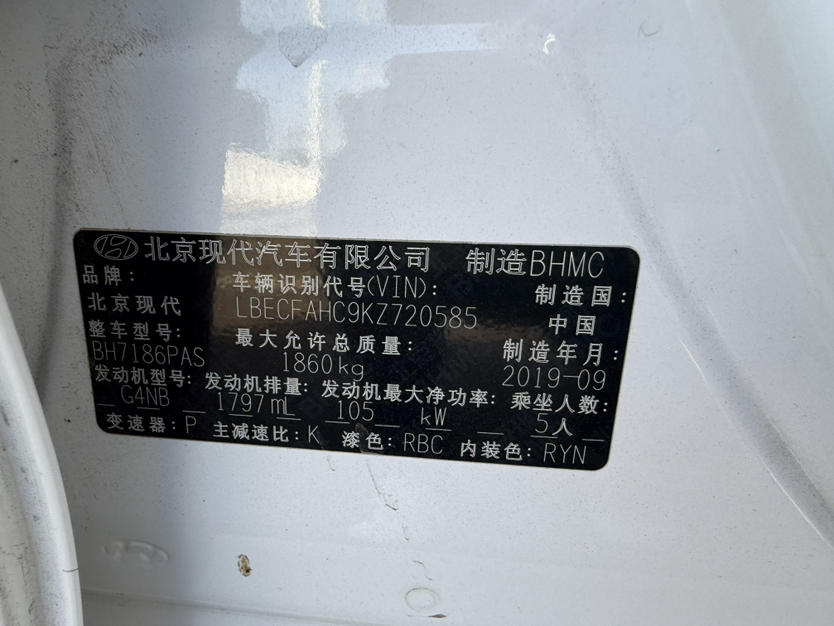 北京现代汽车有限公司 制造BHMC
品牌: 车辆识别代号(VIN): 制造国:
北京现代 LBECFAHC9KZ720585 中国
整车型号: 最大允许总质量: 制造年月:
BH7186PAS 1860kg 2019-09
发动机型号: 发动机排量: 发动机最大净功率: 乘坐人数:
G4NB 1797mL 105 kW 5人
变速器:P 主减速比:K 漆色:RBC 内装色:RYN